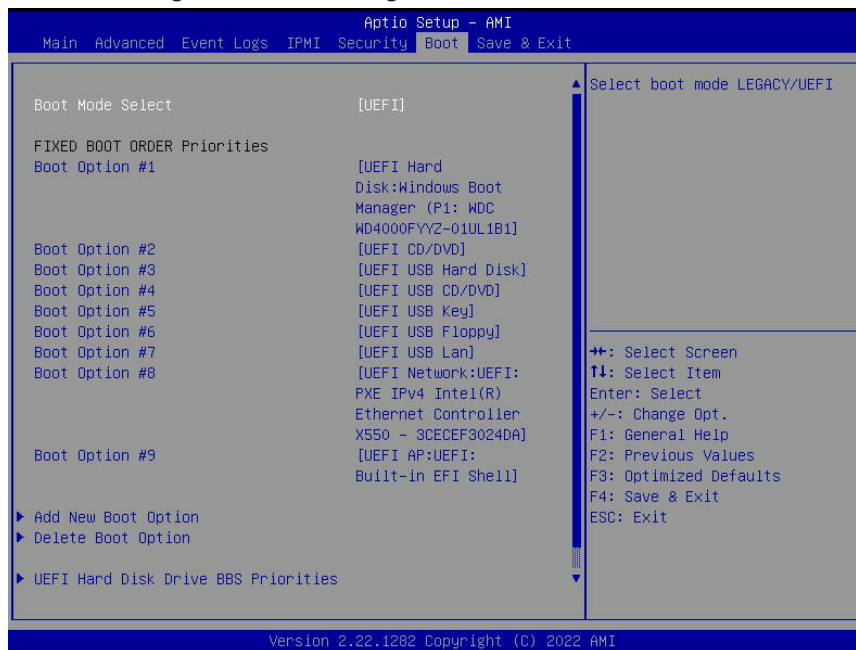 Aptio Setup – AMI
Main Advanced Event Logs IPMI Security Boot Save & Exit
Boot Mode Select [UEFI]
FIXED BOOT ORDER Priorities
Boot Option #1 [UEFI Hard
Disk:Windows Boot
Manager (P1: WDC
WD4000FYYZ-01UL1B1]
Boot Option #2 [UEFI CD/DVD]
Boot Option #3 [UEFI USB Hard Disk]
Boot Option #4 [UEFI USB CD/DVD]
Boot Option #5 [UEFI USB Key]
Boot Option #6 [UEFI USB Floppy]
Boot Option #7 [UEFI USB Lan]
Boot Option #8 [UEFI Network:UEFI:
PXE IPv4 Intel(R)
Ethernet Controller
X550 - 3CECEF3024DA]
Boot Option #9 [UEFI AP:UEFI:
Built-in EFI Shell]
Add New Boot Option
Delete Boot Option
UEFI Hard Disk Drive BBS Priorities
Select boot mode LEGACY/UEFI
→←: Select Screen
↑↓: Select Item
Enter: Select
+/-: Change Opt.
F1: General Help
F2: Previous Values
F3: Optimized Defaults
F4: Save & Exit
ESC: Exit
Version 2.22.1282 Copyright (C) 2022 AMI